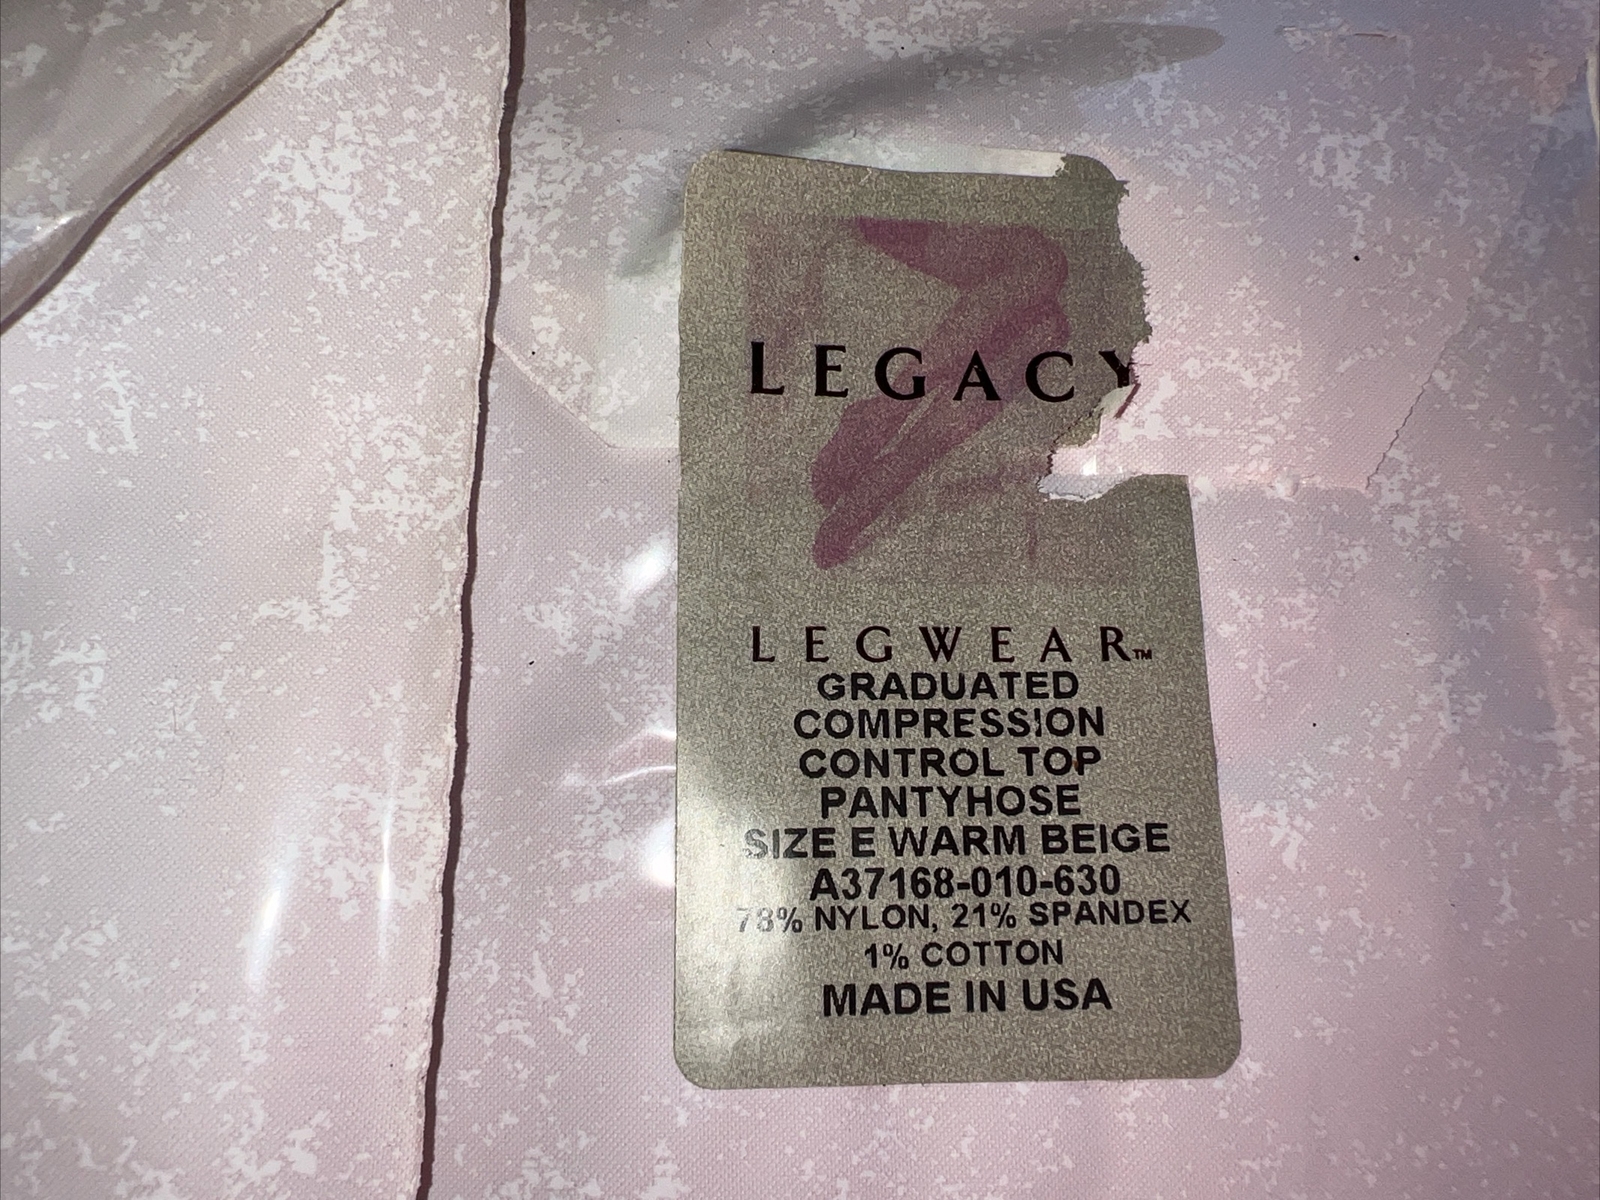 LEGACY
LEGWEAR™
GRADUATED
COMPRESSION
CONTROL TOP
PANTYHOSE
SIZE E WARM BEIGE
A37168-010-630
78% NYLON, 21% SPANDEX
1% COTTON
MADE IN USA